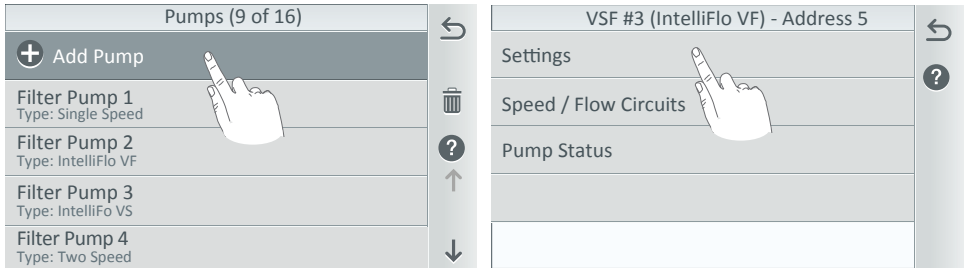 Pumps (9 of 16)
Add Pump
Filter Pump 1
Type: Single Speed
Filter Pump 2
Type: IntelliFlo VF
Filter Pump 3
Type: IntelliFo VS
Filter Pump 4
Type: Two Speed
?
VSF #3 (IntelliFlo VF) - Address 5
Settings
Speed / Flow Circuits
Pump Status
?